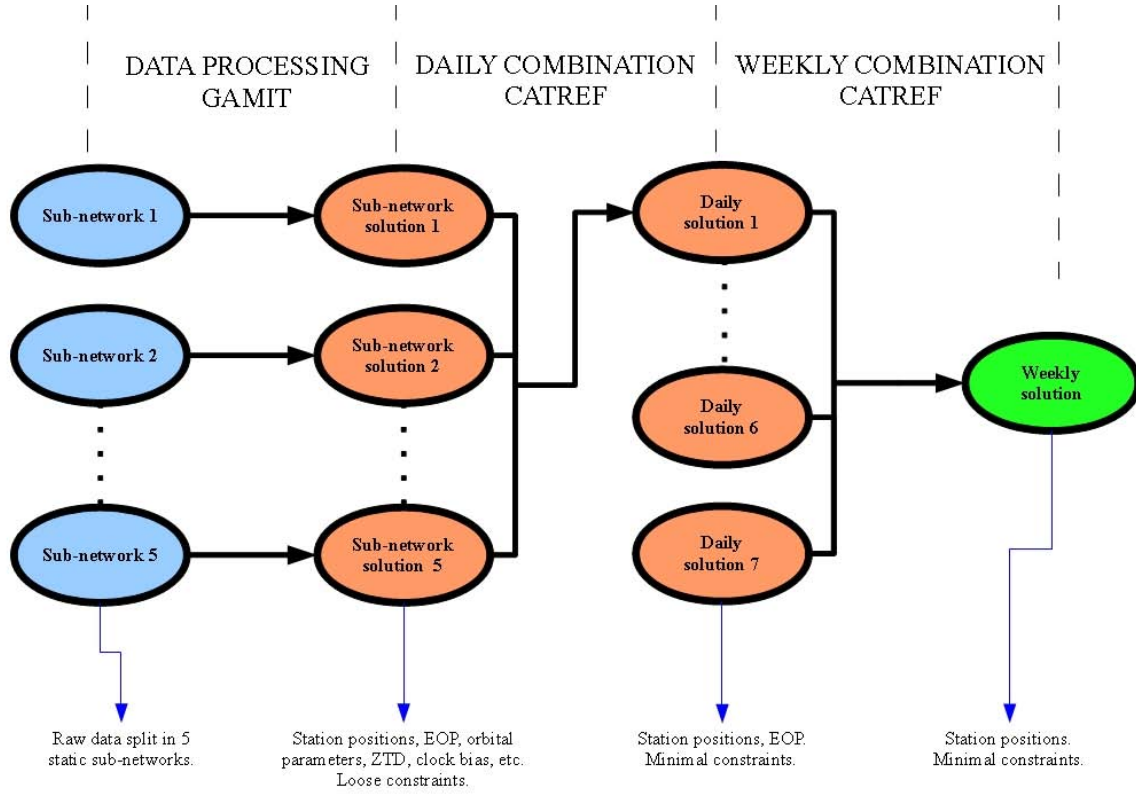 DATA PROCESSING
GAMIT
DAILY COMBINATION
CATREF
WEEKLY COMBINATION
CATREF
Sub-network 1
Sub-network
solution 1
Daily
solution 1
Sub-network 2
Sub-network
solution 2
Daily
solution 6
Weekly
solution
Sub-network 5
Sub-network
solution 5
Daily
solution 7
Raw data split in 5
static sub-networks.
Station positions, EOP, orbital
parameters, ZTD, clock bias, etc.
Loose constraints.
Station positions, EOP.
Minimal constraints.
Station positions.
Minimal constraints.